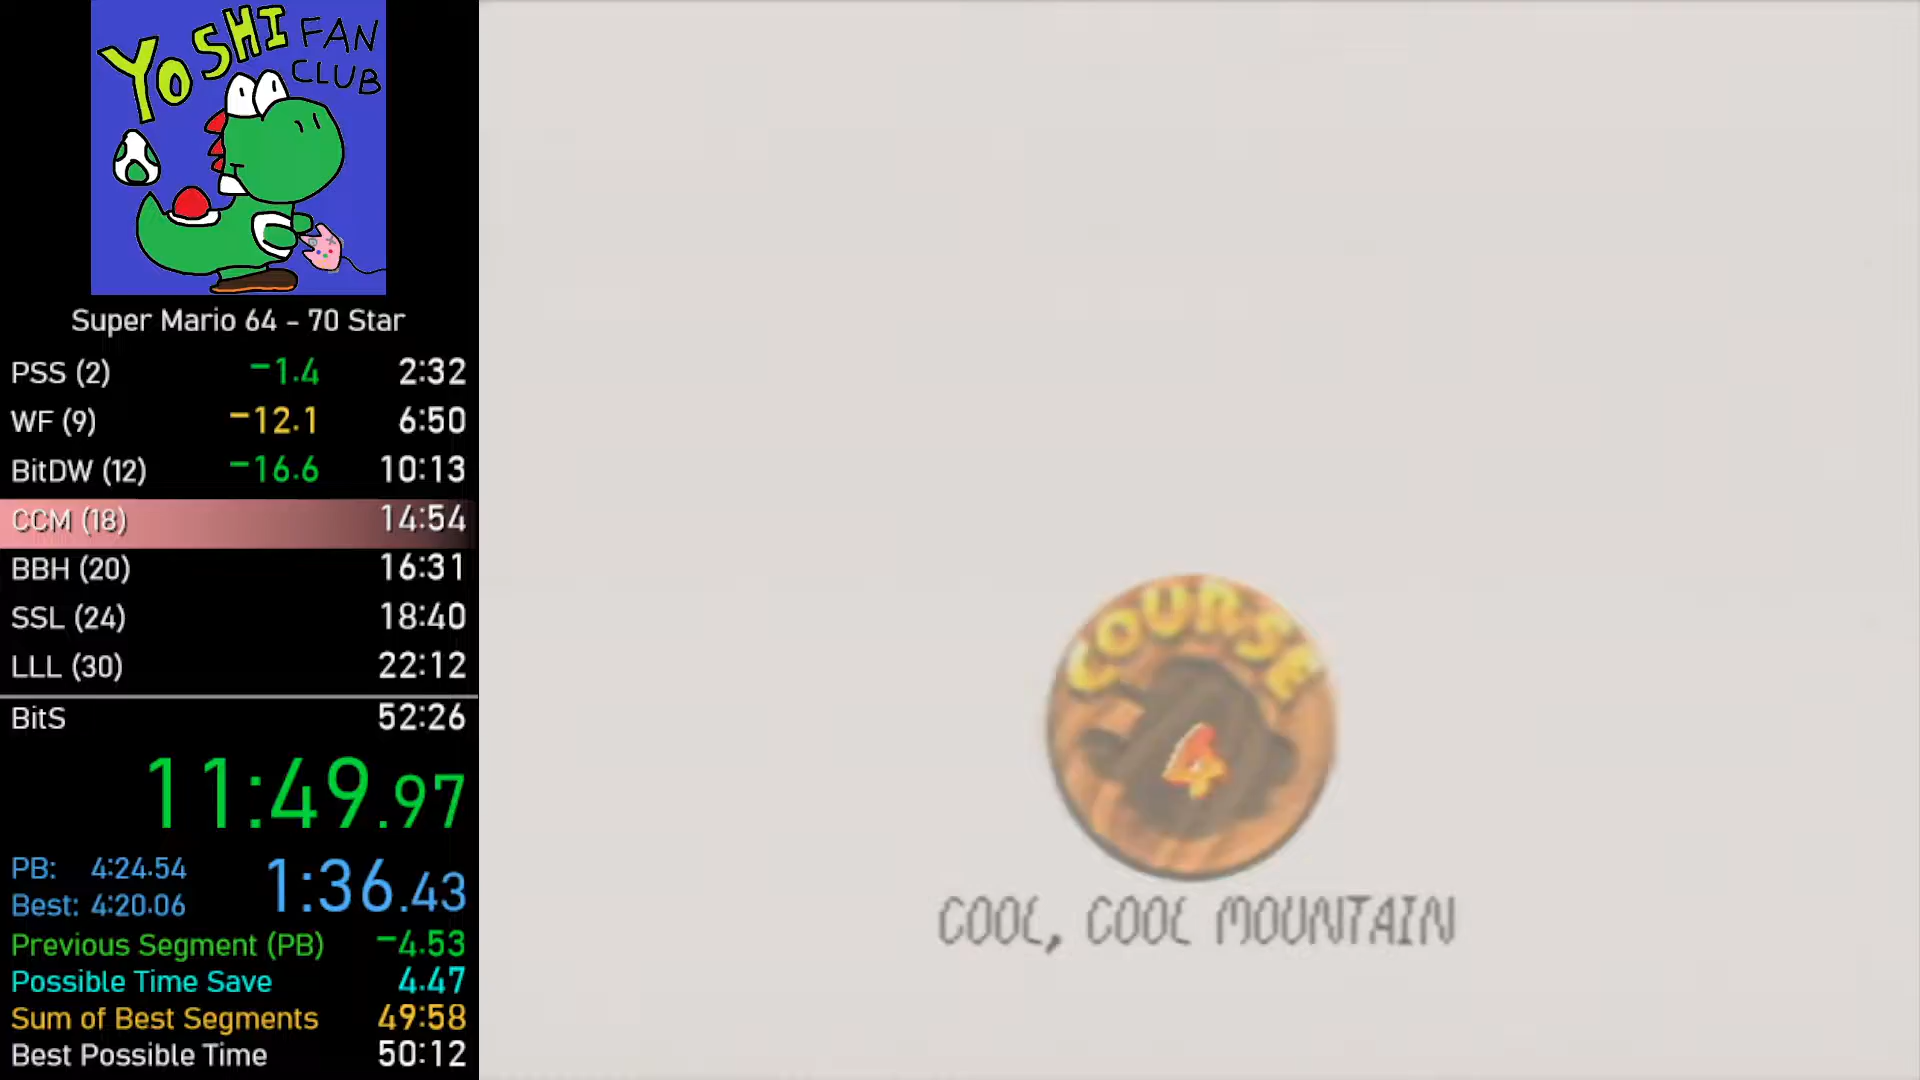 YOSHI FAN
CLUB
Super Mario 64 - 70 Star
PSS (2) -1.4 2:32
WF (9) -12.1 6:50
BitDW (12) -16.6 10:13
CCM (18) 14:54
BBH (20) 16:31
SSL (24) 18:40
LLL (30) 22:12
BitS 52:26
11:49.97
PB: 4:24.54 1:36.43
Best: 4:20.06
Previous Segment (PB) -4.53
Possible Time Save 4.47
Sum of Best Segments 49:58
Best Possible Time 50:12
COURSE
4
COOL, COOL MOUNTAIN